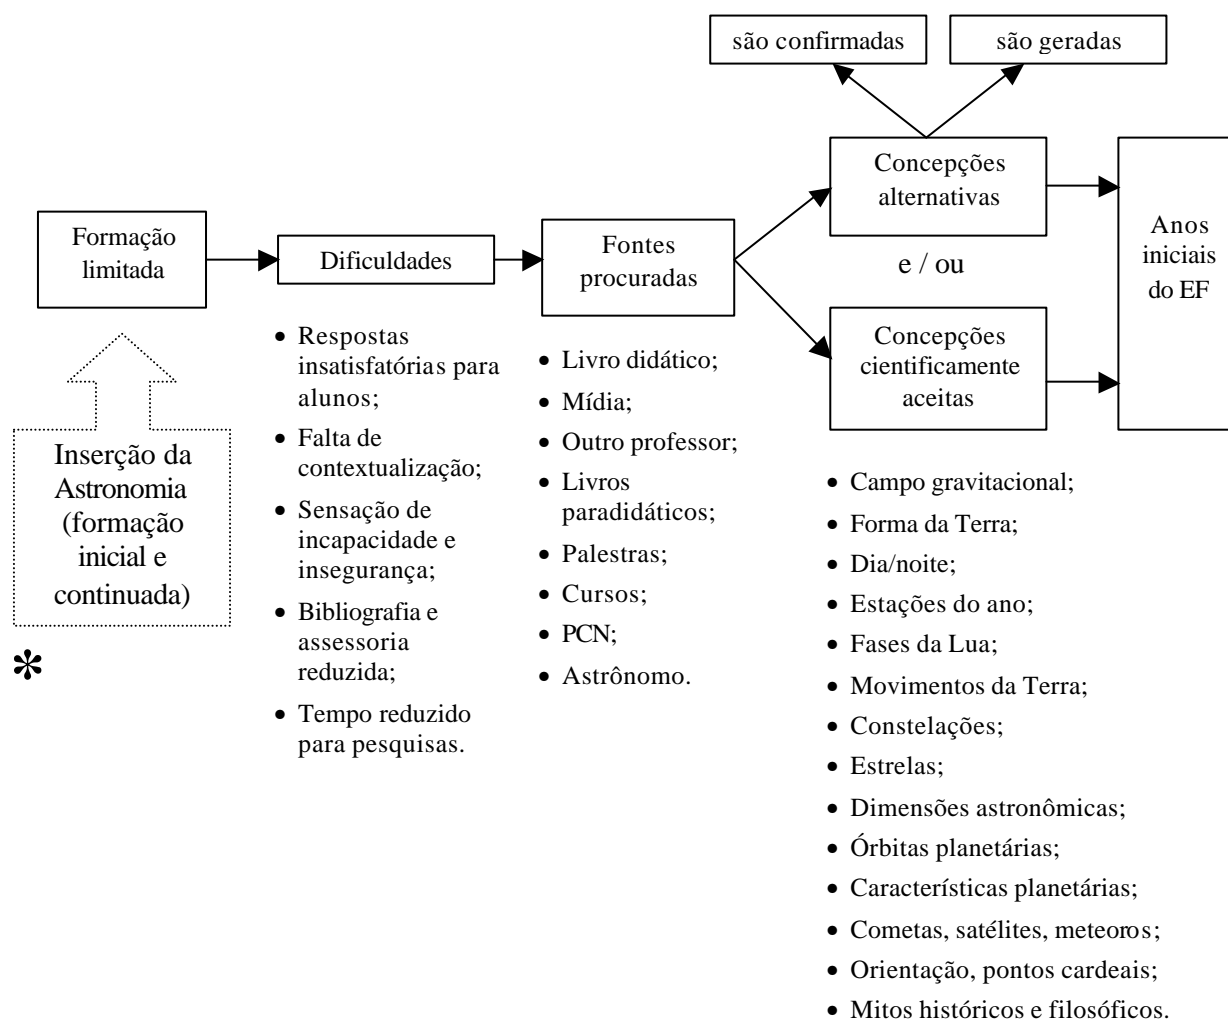 são confirmadas
são geradas
Formação
limitada
Dificuldades
Fontes
procuradas
Concepções
alternativas
e / ou
Concepções
cientificamente
aceitas
Anos
iniciais
do EF
Inserção da
Astronomia
(formação
inicial e
continuada)
*
• Respostas
insatisfatórias para
alunos;
• Falta de
contextualização;
• Sensação de
incapacidade e
insegurança;
• Bibliografia e
assessoria
reduzida;
• Tempo reduzido
para pesquisas.
• Livro didático;
• Mídia;
• Outro professor;
• Livros
paradidáticos;
• Palestras;
• Cursos;
• PCN;
• Astrônomo.
• Campo gravitacional;
• Forma da Terra;
• Dia/noite;
• Estações do ano;
• Fases da Lua;
• Movimentos da Terra;
• Constelações;
• Estrelas;
• Dimensões astronômicas;
• Órbitas planetárias;
• Características planetárias;
• Cometas, satélites, meteoros;
• Orientação, pontos cardeais;
• Mitos históricos e filosóficos.